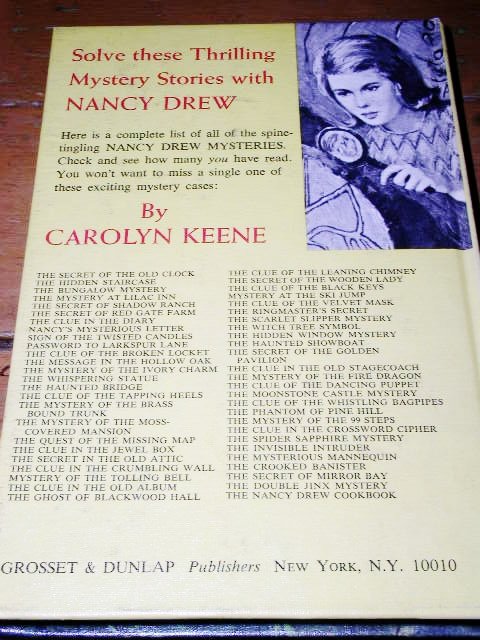 Solve these Thrilling
Mystery Stories with
NANCY DREW
Here is a complete list of all of the spine-
tingling NANCY DREW MYSTERIES.
Check and see how many you have read.
You won't want to miss a single one of
these exciting mystery cases:
By
CAROLYN KEENE
THE SECRET OF THE OLD CLOCK
THE HIDDEN STAIRCASE
THE BUNGALOW MYSTERY
THE MYSTERY AT LILAC INN
THE SECRET OF SHADOW RANCH
THE SECRET OF RED GATE FARM
THE CLUE IN THE DIARY
NANCY'S MYSTERIOUS LETTER
SIGN OF THE TWISTED CANDLES
PASSWORD TO LARKSPUR LANE
THE CLUE OF THE BROKEN LOCKET
THE MESSAGE IN THE HOLLOW OAK
THE MYSTERY OF THE IVORY CHARM
THE WHISPERING STATUE
THE HAUNTED BRIDGE
THE CLUE OF THE TAPPING HEELS
THE MYSTERY OF THE BRASS
BOUND TRUNK
THE MYSTERY OF THE MOSS-
COVERED MANSION
THE QUEST OF THE MISSING MAP
THE CLUE IN THE JEWEL BOX
THE SECRET IN THE OLD ATTIC
THE CLUE IN THE CRUMBLING WALL
MYSTERY OF THE TOLLING BELL
THE CLUE IN THE OLD ALBUM
THE GHOST OF BLACKWOOD HALL
THE CLUE OF THE LEANING CHIMNEY
THE SECRET OF THE WOODEN LADY
THE CLUE OF THE BLACK KEYS
MYSTERY AT THE SKI JUMP
THE CLUE OF THE VELVET MASK
THE RINGMASTER'S SECRET
THE SCARLET SLIPPER MYSTERY
THE WITCH TREE SYMBOL
THE HIDDEN WINDOW MYSTERY
THE HAUNTED SHOWBOAT
THE SECRET OF THE GOLDEN
PAVILION
THE CLUE IN THE OLD STAGECOACH
THE MYSTERY OF THE FIRE DRAGON
THE CLUE OF THE DANCING PUPPET
THE MOONSTONE CASTLE MYSTERY
THE CLUE OF THE WHISTLING BAGPIPES
THE PHANTOM OF PINE HILL
THE MYSTERY OF THE 99 STEPS
THE CLUE IN THE CROSSWORD CIPHER
THE SPIDER SAPPHIRE MYSTERY
THE INVISIBLE INTRUDER
THE MYSTERIOUS MANNEQUIN
THE CROOKED BANISTER
THE SECRET OF MIRROR BAY
THE DOUBLE JINX MYSTERY
THE NANCY DREW COOKBOOK
GROSSET & DUNLAP Publishers NEW YORK, N.Y. 10010